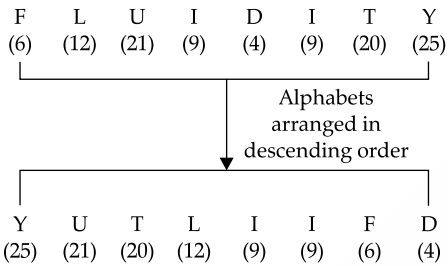 F L U I D I T Y
(6) (12) (21) (9) (4) (9) (20) (25)
Alphabets
arranged in
descending order
Y U T L I I F D
(25) (21) (20) (12) (9) (9) (6) (4)